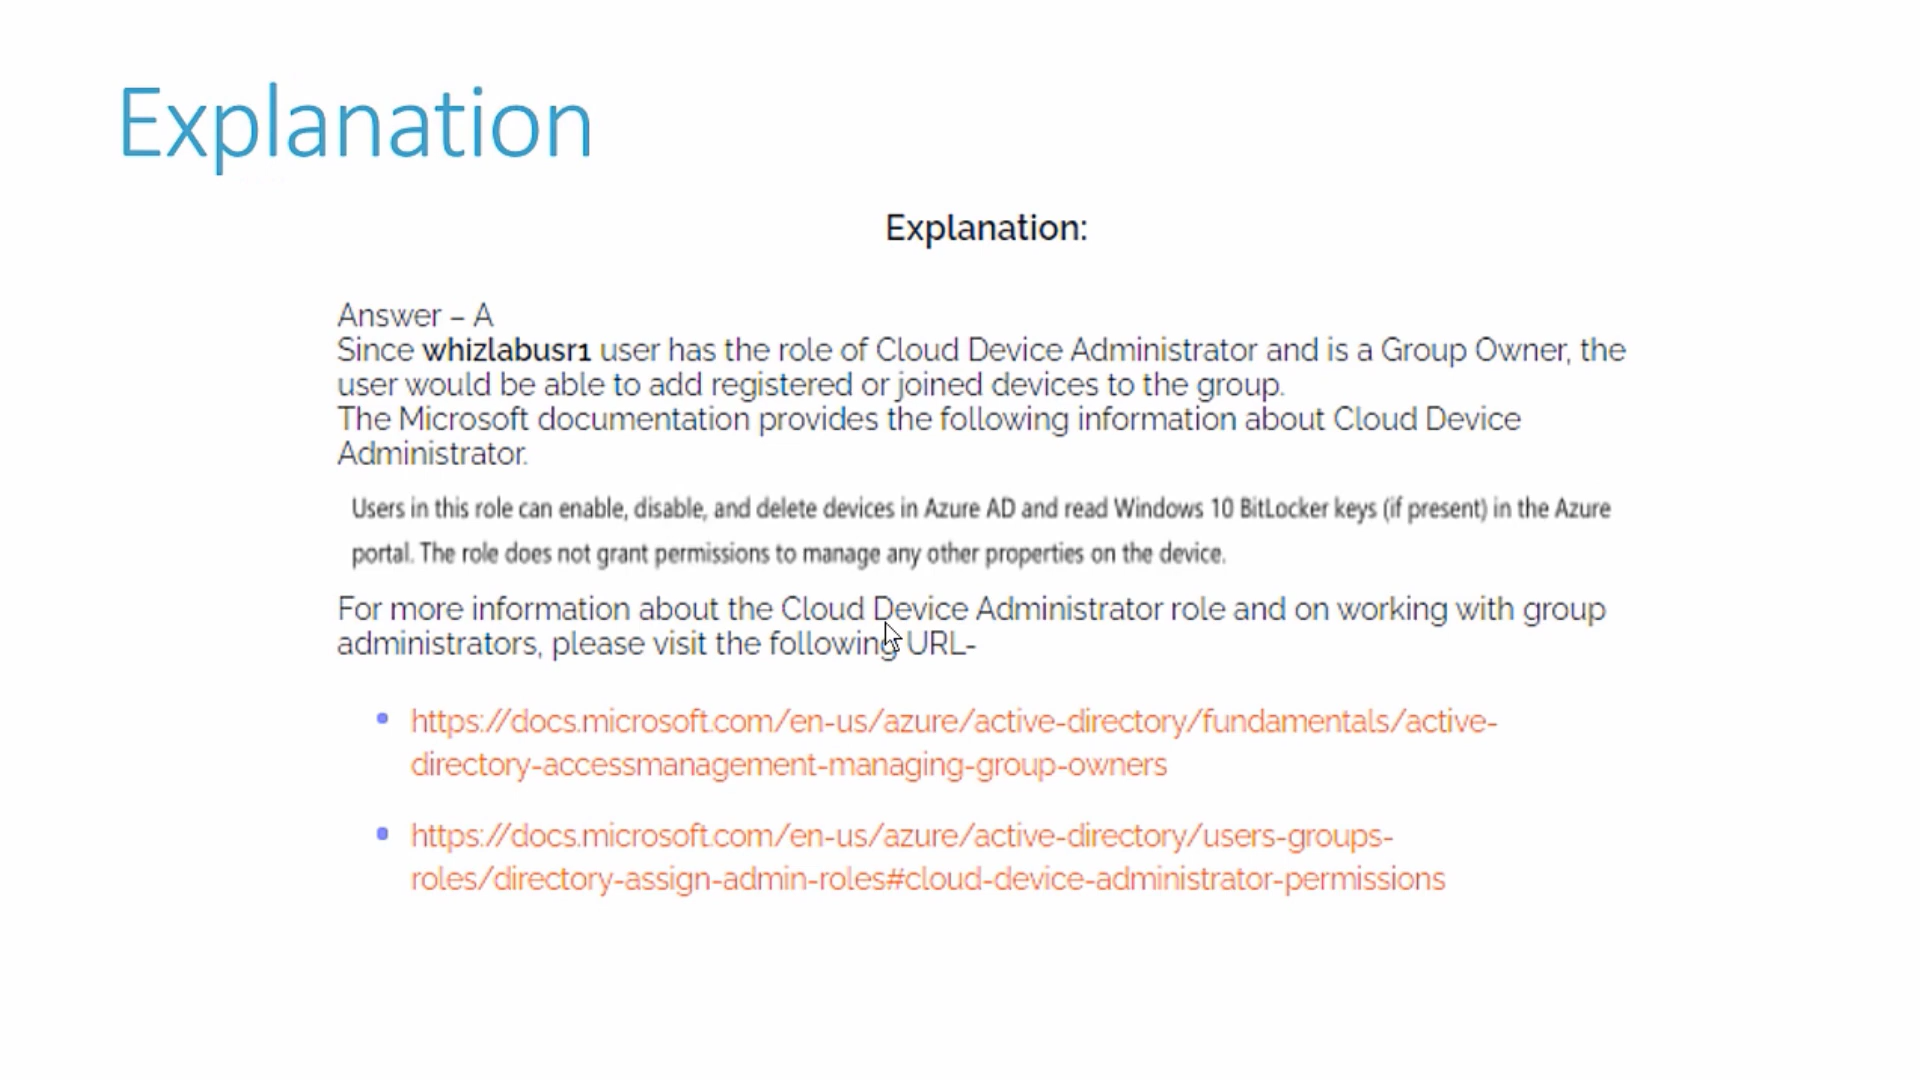 Explanation
Explanation:
Answer – A
Since whizlabusr1 user has the role of Cloud Device Administrator and is a Group Owner, the
user would be able to add registered or joined devices to the group.
The Microsoft documentation provides the following information about Cloud Device
Administrator.
Users in this role can enable, disable, and delete devices in Azure AD and read Windows 10 BitLocker keys (if present) in the Azure
portal. The role does not grant permissions to manage any other properties on the device.
For more information about the Cloud Device Administrator role and on working with group
administrators, please visit the following URL-
• https://docs.microsoft.com/en-us/azure/active-directory/fundamentals/active-
directory-accessmanagement-managing-group-owners
• https://docs.microsoft.com/en-us/azure/active-directory/users-groups-
roles/directory-assign-admin-roles#cloud-device-administrator-permissions